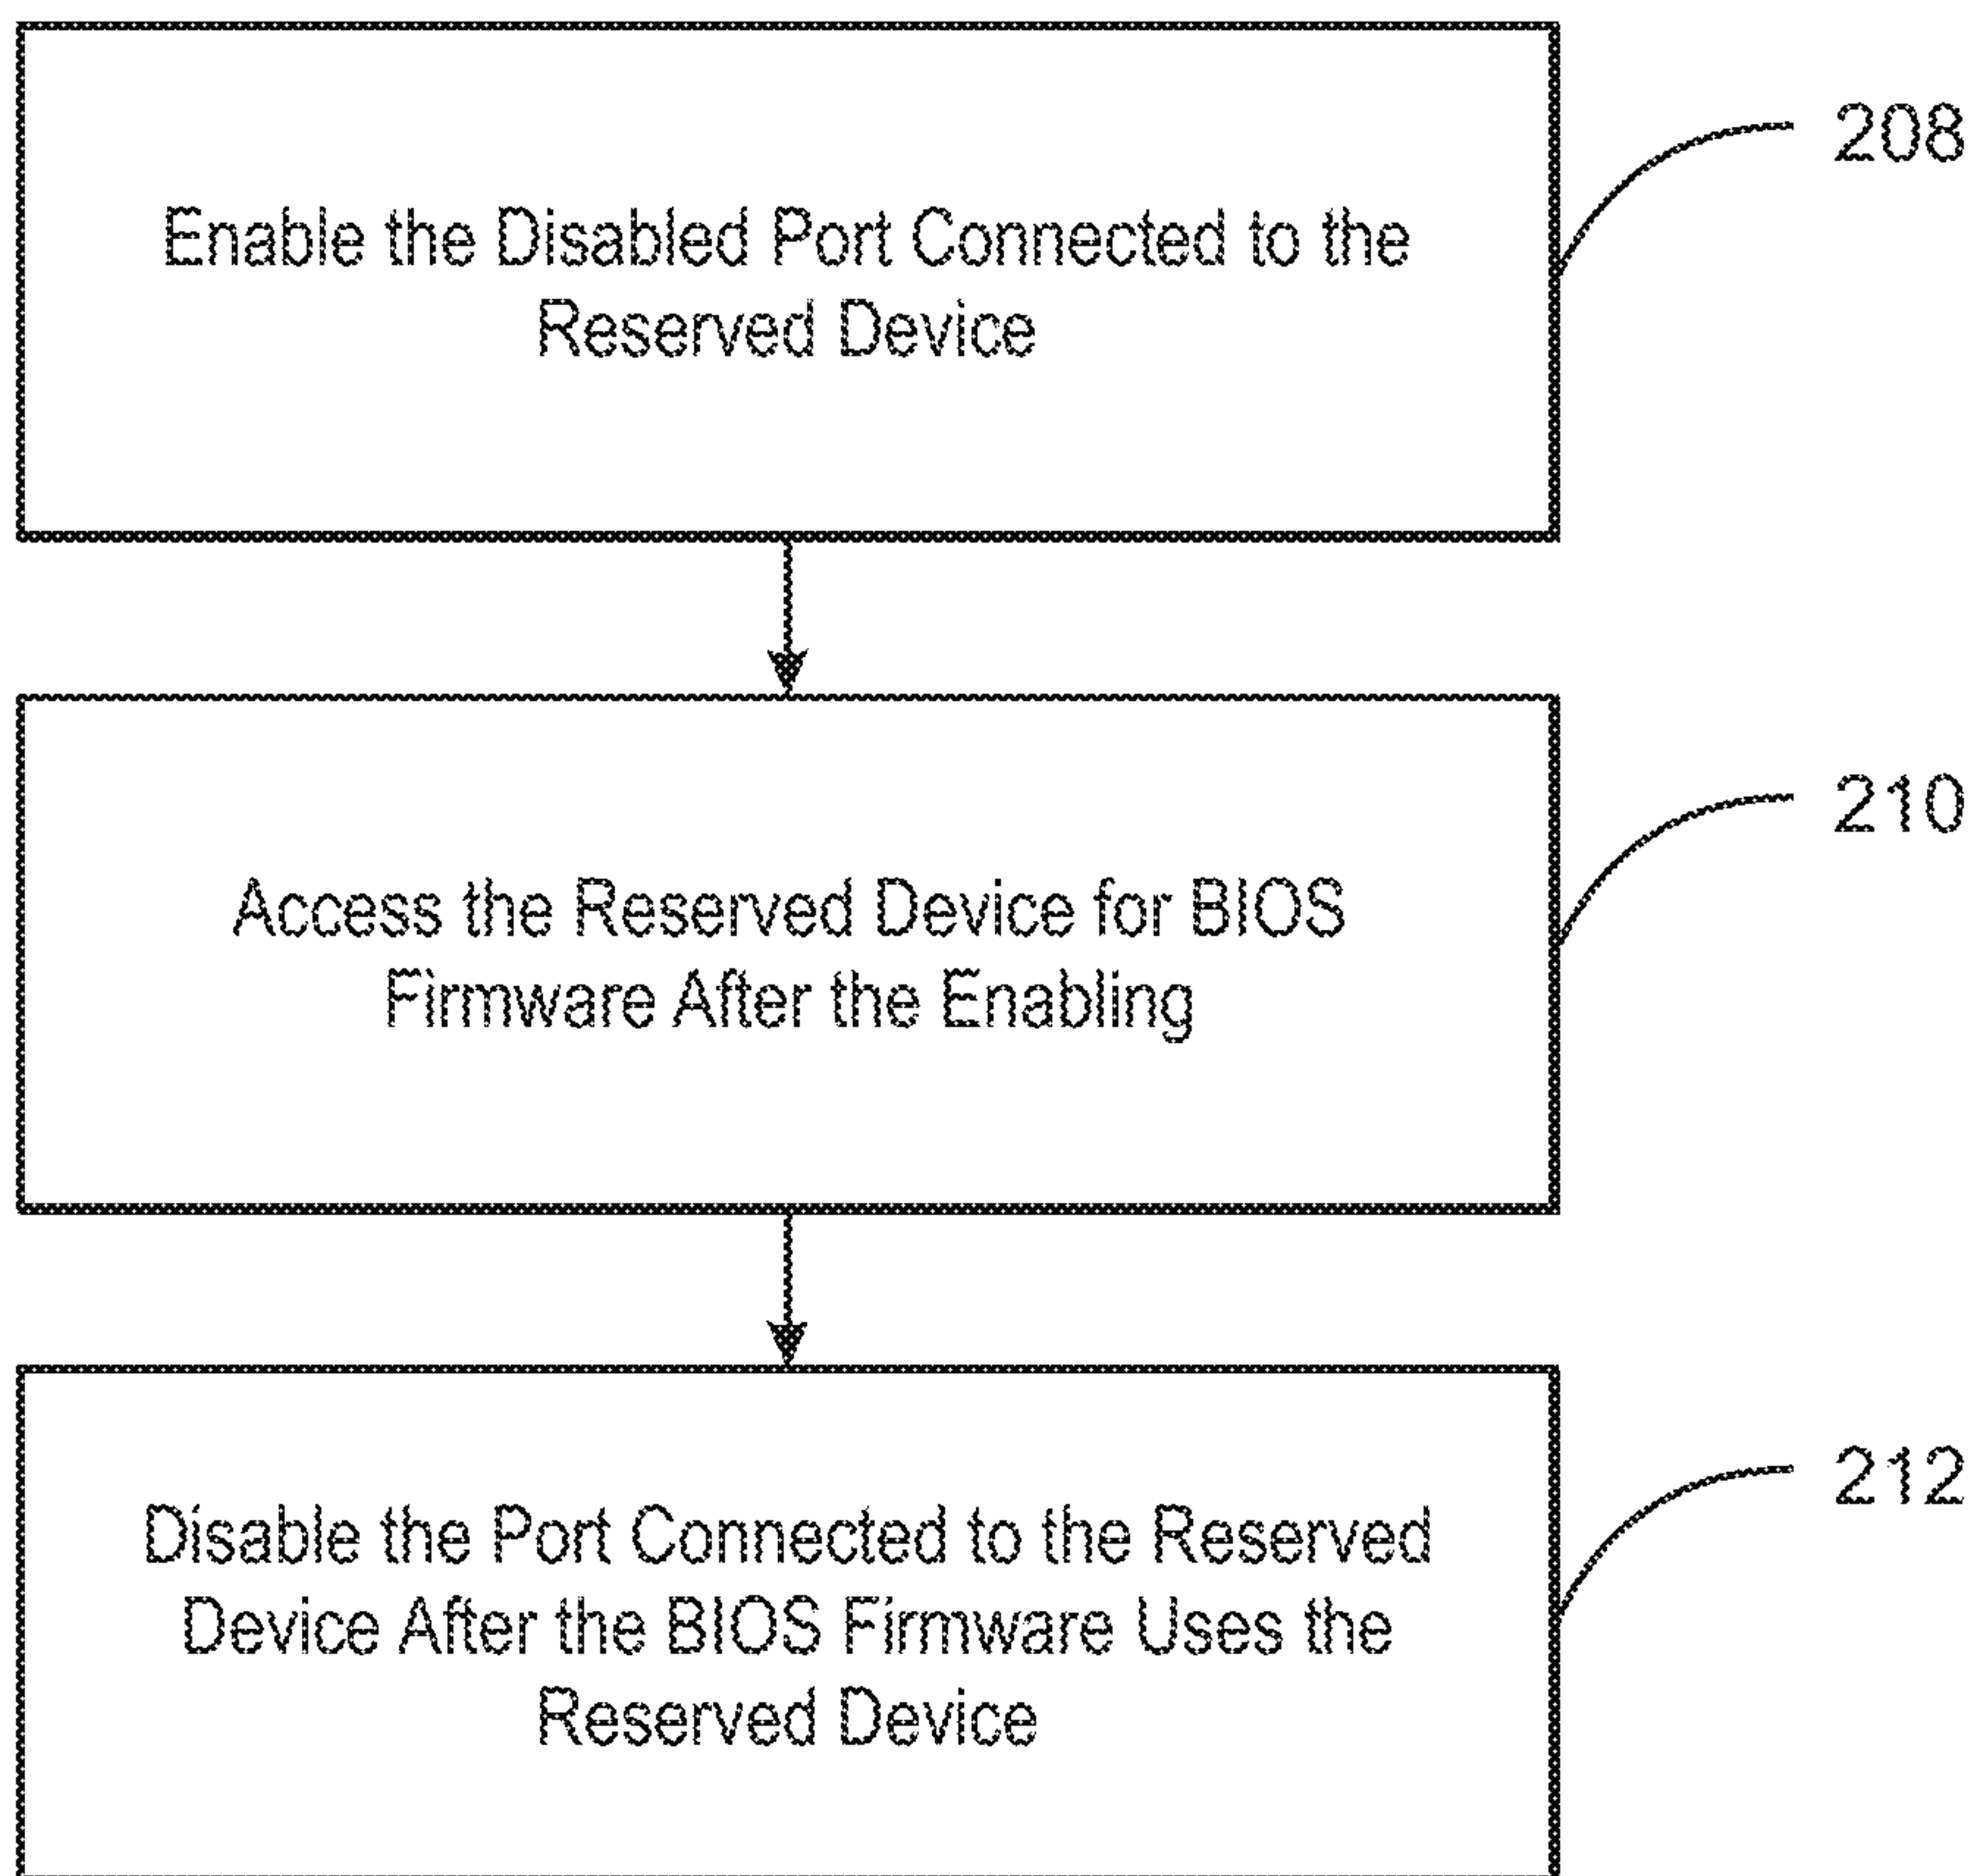 208
Enable the Disabled Port Connected to the
Reserved Device
210
Access the Reserved Device for BIOS
Firmware After the Enabling
212
Disable the Port Connected to the Reserved
Device After the BIOS Firmware Uses the
Reserved Device